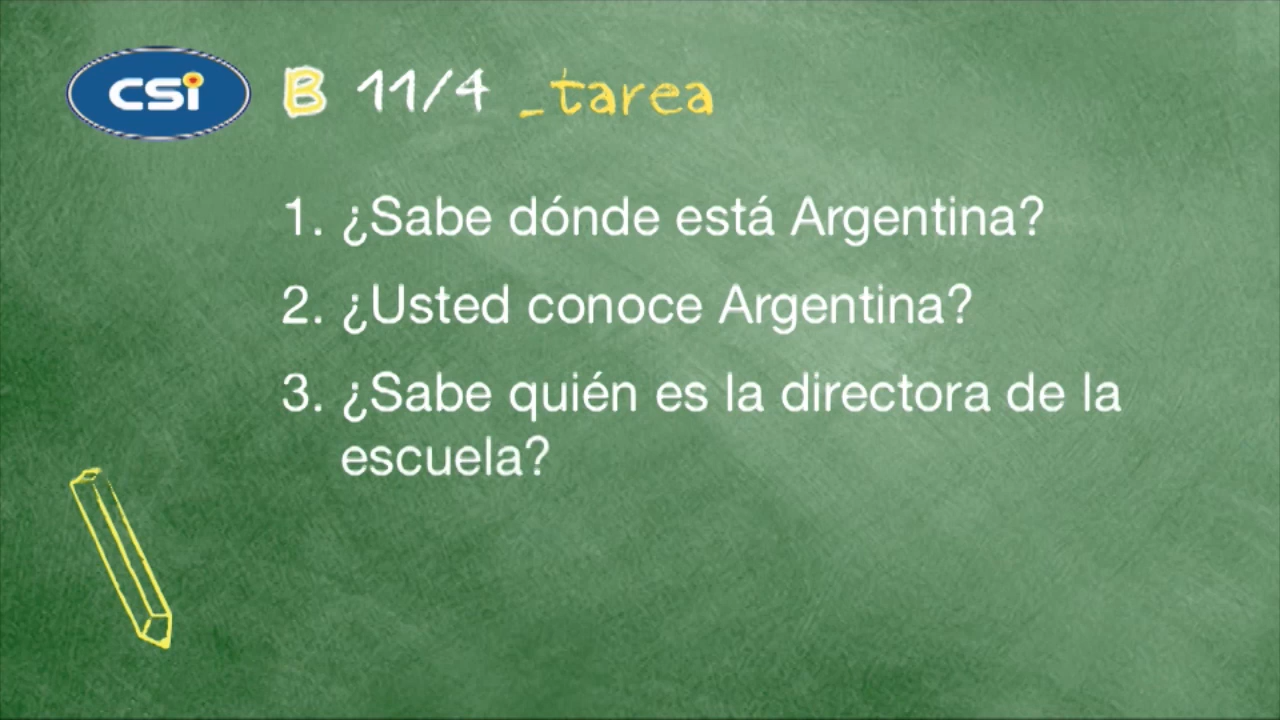 CSi B 11/4 _tarea
1. ¿Sabe dónde está Argentina?
2. ¿Usted conoce Argentina?
3. ¿Sabe quién es la directora de la
escuela?